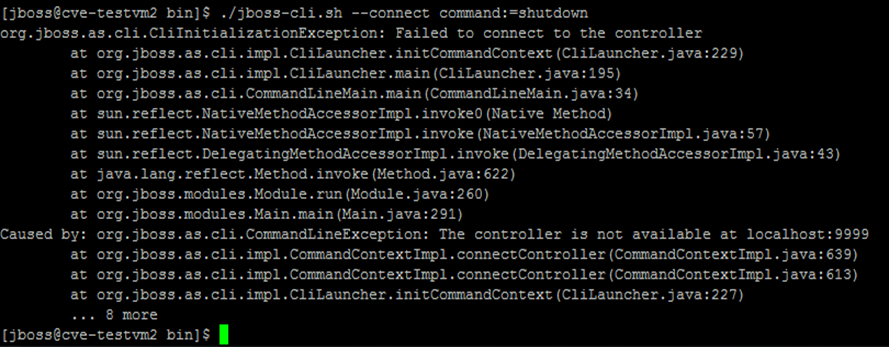 [jboss@cve-testvm2 bin]$ ./jboss-cli.sh --connect command:=shutdown
org.jboss.as.cli.CliInitializationException: Failed to connect to the controller
at org.jboss.as.cli.impl.CliLauncher.initCommandContext(CliLauncher.java:229)
at org.jboss.as.cli.impl.CliLauncher.main(CliLauncher.java:195)
at org.jboss.as.cli.CommandLineMain.main(CommandLineMain.java:34)
at sun.reflect.NativeMethodAccessorImpl.invoke0(Native Method)
at sun.reflect.NativeMethodAccessorImpl.invoke(NativeMethodAccessorImpl.java:57)
at sun.reflect.DelegatingMethodAccessorImpl.invoke(DelegatingMethodAccessorImpl.java:43)
at java.lang.reflect.Method.invoke(Method.java:622)
at org.jboss.modules.Module.run(Module.java:260)
at org.jboss.modules.Main.main(Main.java:291)
Caused by: org.jboss.as.cli.CommandLineException: The controller is not available at localhost:9999
at org.jboss.as.cli.impl.CommandContextImpl.connectController(CommandContextImpl.java:639)
at org.jboss.as.cli.impl.CommandContextImpl.connectController(CommandContextImpl.java:613)
at org.jboss.as.cli.impl.CliLauncher.initCommandContext(CliLauncher.java:227)
... 8 more
[jboss@cve-testvm2 bin]$